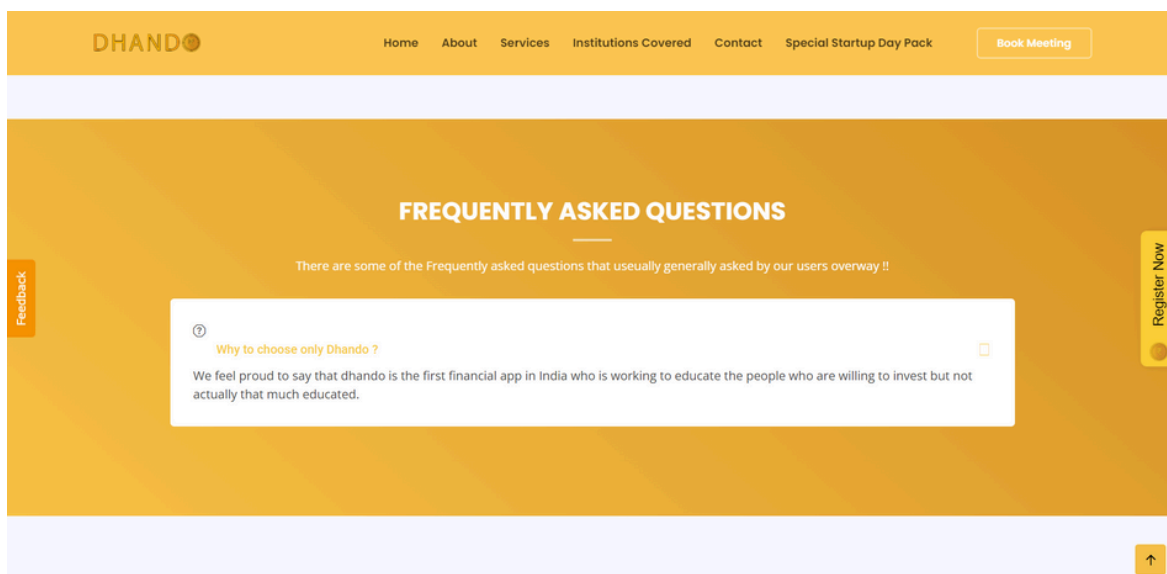 DHANDO
Home About Services Institutions Covered Contact Special Startup Day Pack Book Meeting
FREQUENTLY ASKED QUESTIONS
There are some of the Frequently asked questions that useually generally asked by our users overway !!
Feedback
Register Now
Why to choose only Dhando ?
We feel proud to say that dhando is the first financial app in India who is working to educate the people who are willing to invest but not
actually that much educated.